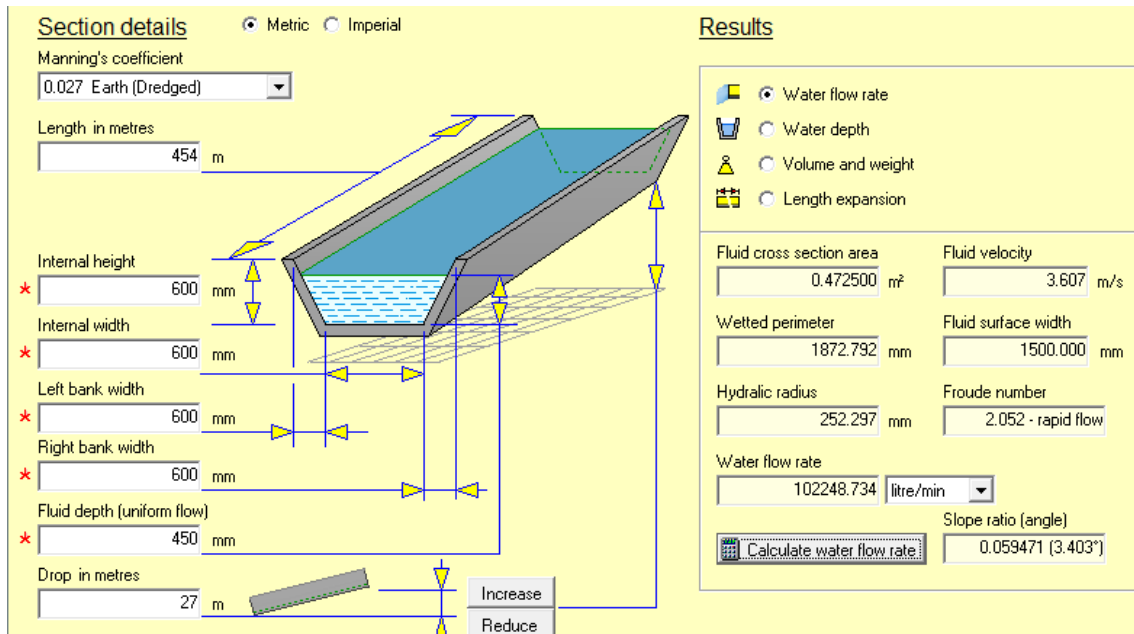 Section details
Metric
Imperial
Manning's coefficient
0.027 Earth (Dredged)
Length in metres
454 m
Internal height
* 600 mm
Internal width
* 600 mm
Left bank width
* 600 mm
Right bank width
* 600 mm
Fluid depth (uniform flow)
* 450 mm
Drop in metres
27 m
Increase
Reduce
Results
Water flow rate
Water depth
Volume and weight
Length expansion
Fluid cross section area
0.472500 m²
Fluid velocity
3.607 m/s
Wetted perimeter
1872.792 mm
Fluid surface width
1500.000 mm
Hydralic radius
252.297 mm
Froude number
2.052 - rapid flow
Water flow rate
102248.734 litre/min
Calculate water flow rate
Slope ratio (angle)
0.059471 (3.403°)